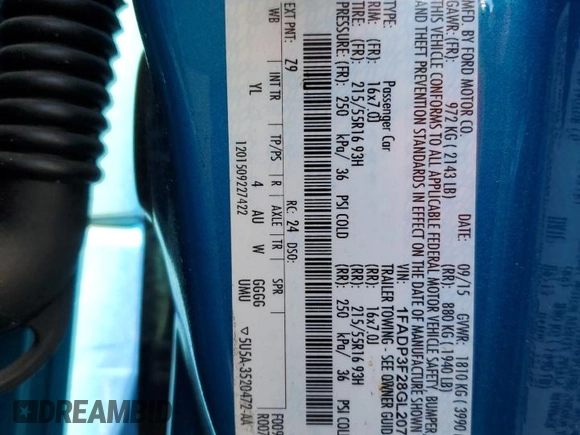 MFD. BY FORD MOTOR CO.
DATE: 09/15 GVWR: 1810 KG ( 3990
GAWR: (FR) 972 KG ( 2143 LB) (RR) 880 KG ( 1940 LB)
THIS VEHICLE CONFORMS TO ALL APPLICABLE FEDERAL MOTOR VEHICLE SAFETY, BUMPER
AND THEFT PREVENTION STANDARDS IN EFFECT ON THE DATE OF MANUFACTURE SHOWN
VIN: 1FADP3F28GL207
TYPE: Passenger Car TRAILER TOWING - SEE OWNER GUID
RIM: (FR) 16x7.0J (RR) 16x7.0J
TIRE: (FR) 215/55R16 93H (RR) 215/55R16 93H
PRESSURE (FR) 250 kPa/ 36 PSI COLD (RR) 250 kPa/ 36 PSI COLD
EXT PNT: Z9 RC: 24 DSO: F009
WB INT TR TP/PS R AXLE TR SPR 10007
YL 4 AU W GGGG
UMU
1201509227422 ▽ 5U5A-3520472-AA
DREAMBID